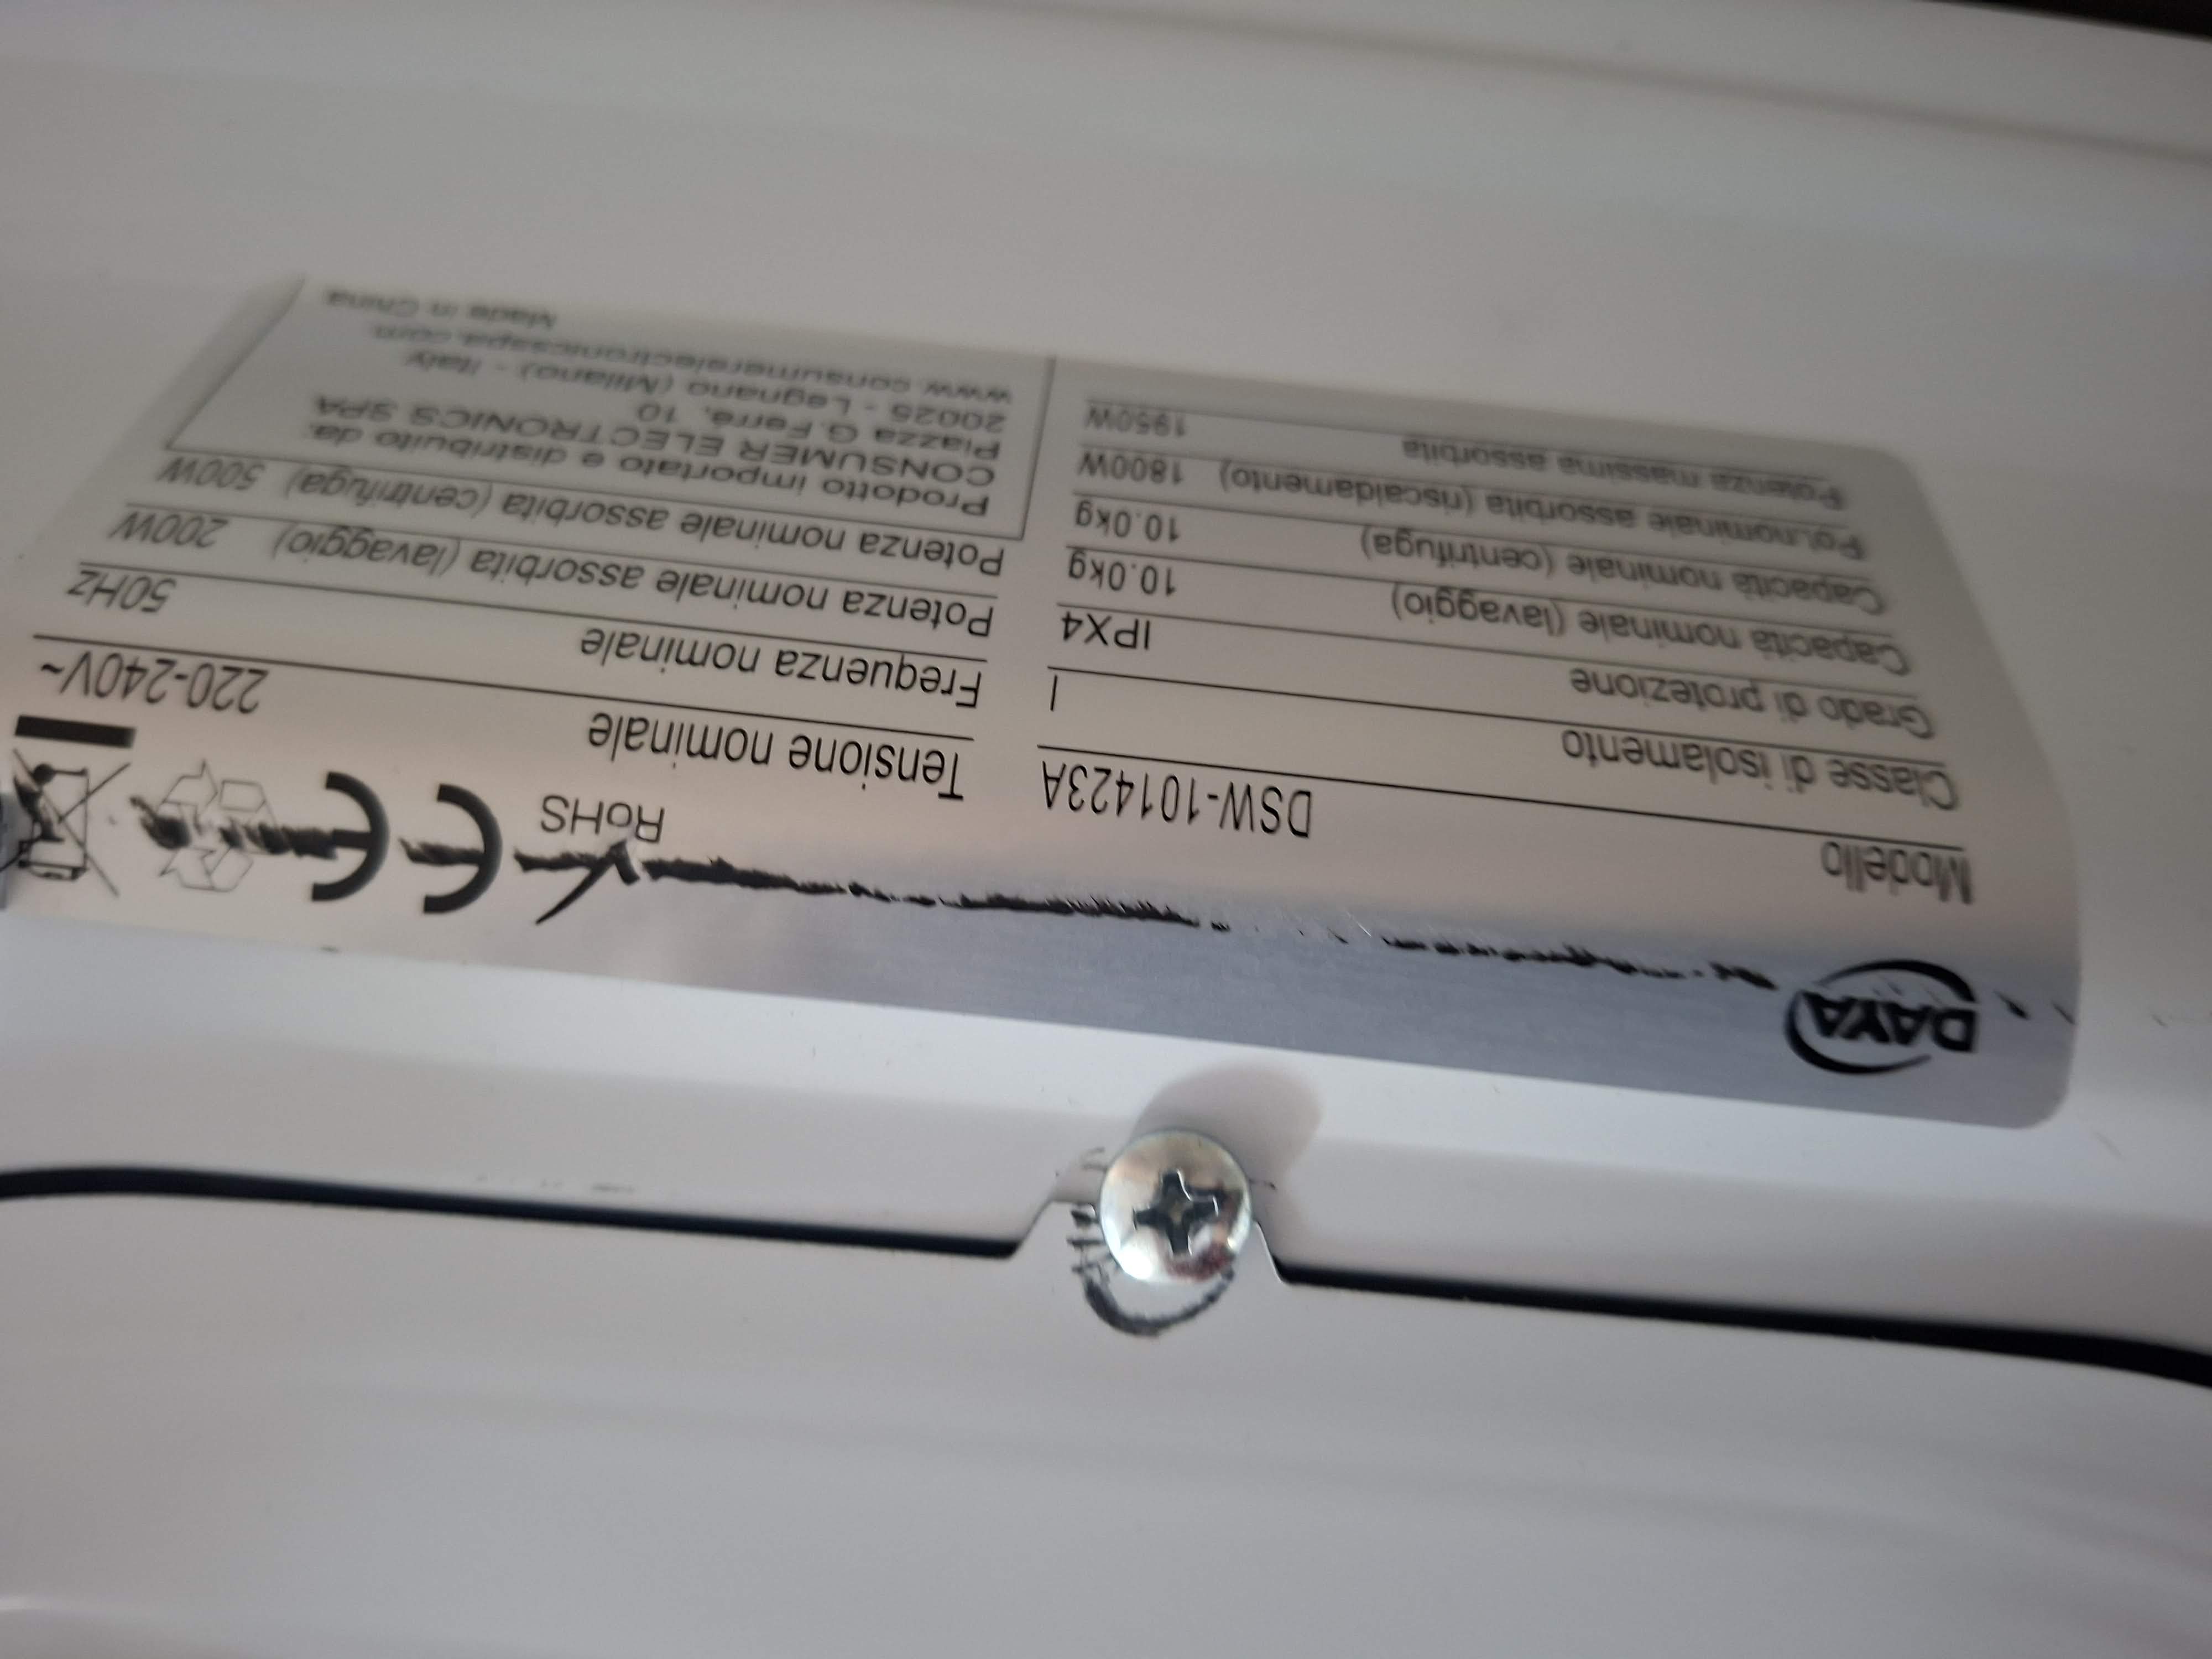 DAYA
RoHS
CE CE
Modello DSW-101423A
Classe di isolamento I
Grado di protezione IPX4
Capacità nominale (lavaggio) 10.0kg
Capacità nominale (centrifuga) 10.0kg
Pot.nominale assorbita (riscaldamento) 1800W
Potenza massima assorbita 1950W
Tensione nominale 220-240V~
Frequenza nominale 50Hz
Potenza nominale assorbita (lavaggio) 200W
Potenza nominale assorbita (centrifuga) 500W
Prodotto importato e distribuito da:
CONSUMER ELECTRONICS SPA
Piazza G.Ferrè, 10
20025 - Legnano (Milano) - Italy
www.consumerelectronicsspa.com
Made in China